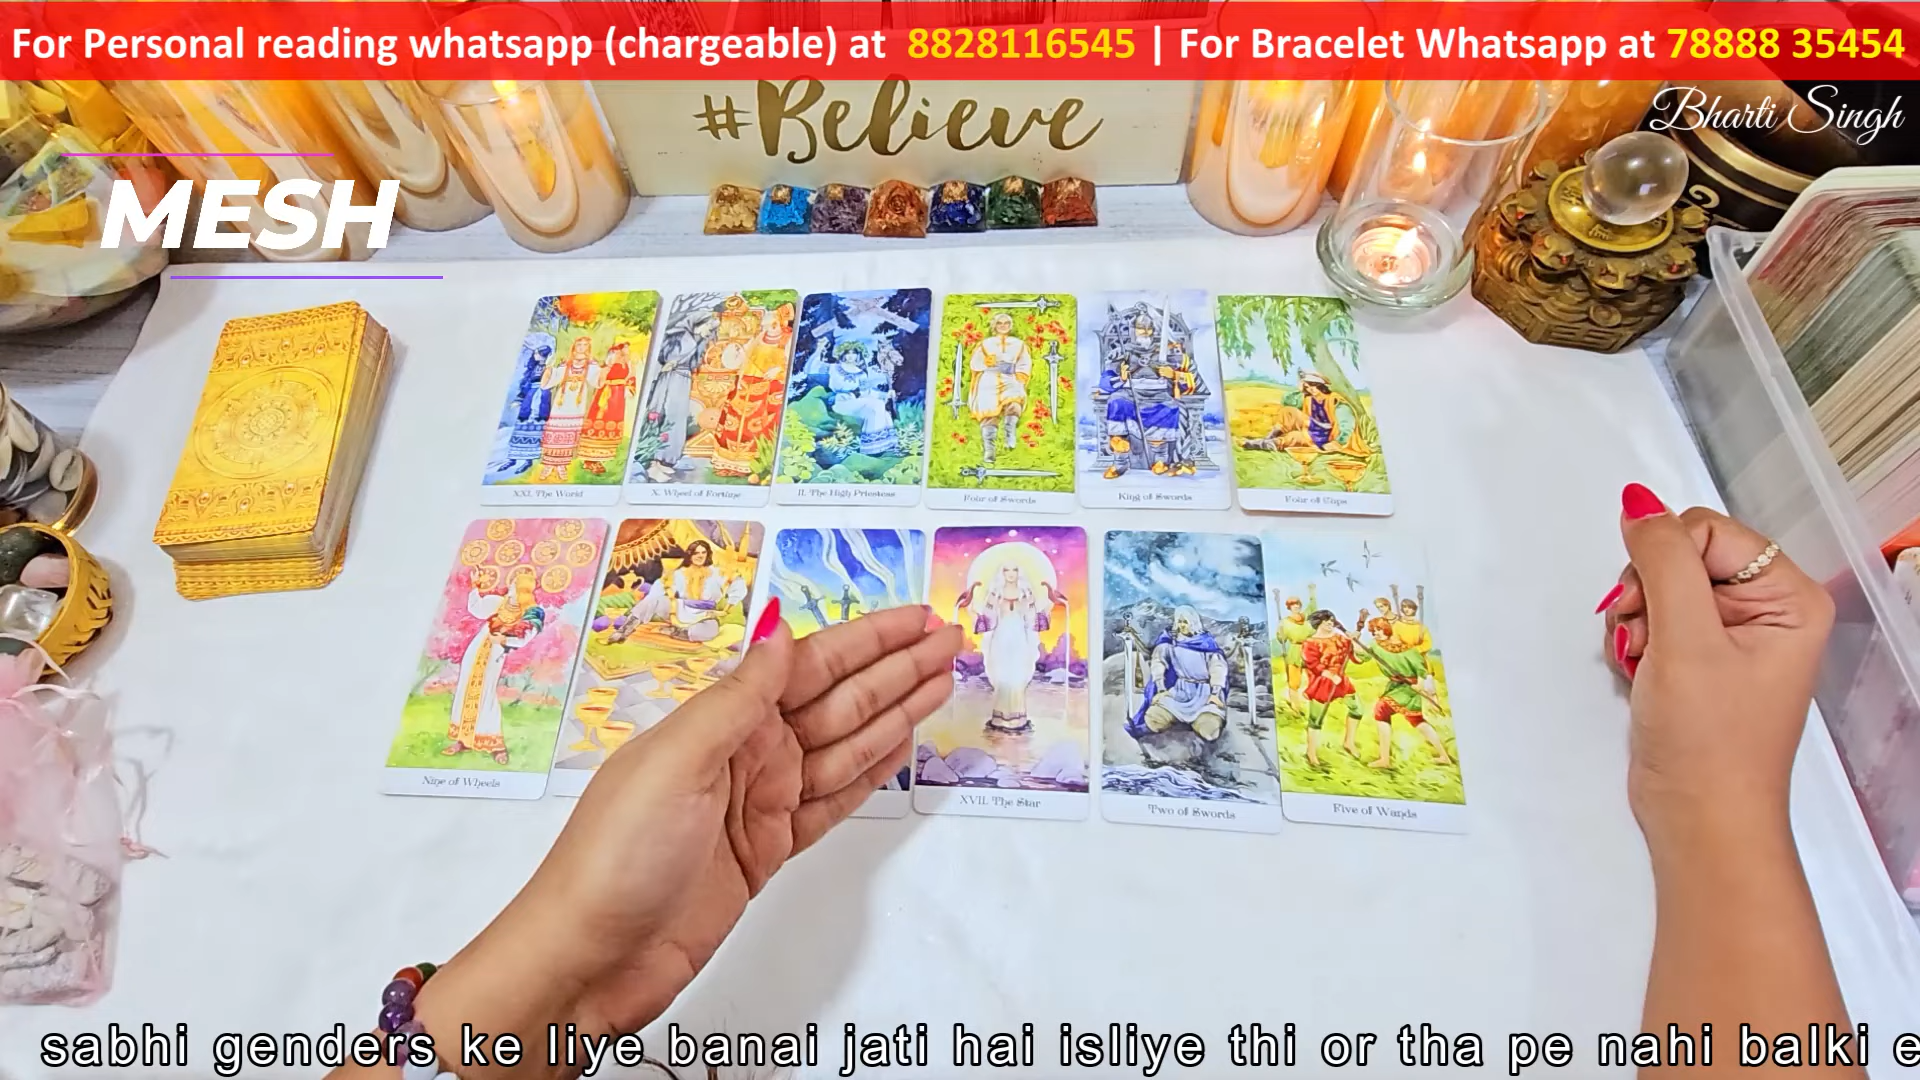 For Personal reading whatsapp (chargeable) at 8828116545 | For Bracelet Whatsapp at 78888 35454
#Believe
Bharti Singh
MESH
XXI. The World
X. Wheel of Fortune
II. The High Priestess
Four of Swords
King of Swords
Four of Cups
Nine of Wheels
XVII. The Star
Two of Swords
Five of Wands
sabhi genders ke liye banai jati hai isliye thi or tha pe nahi balki e